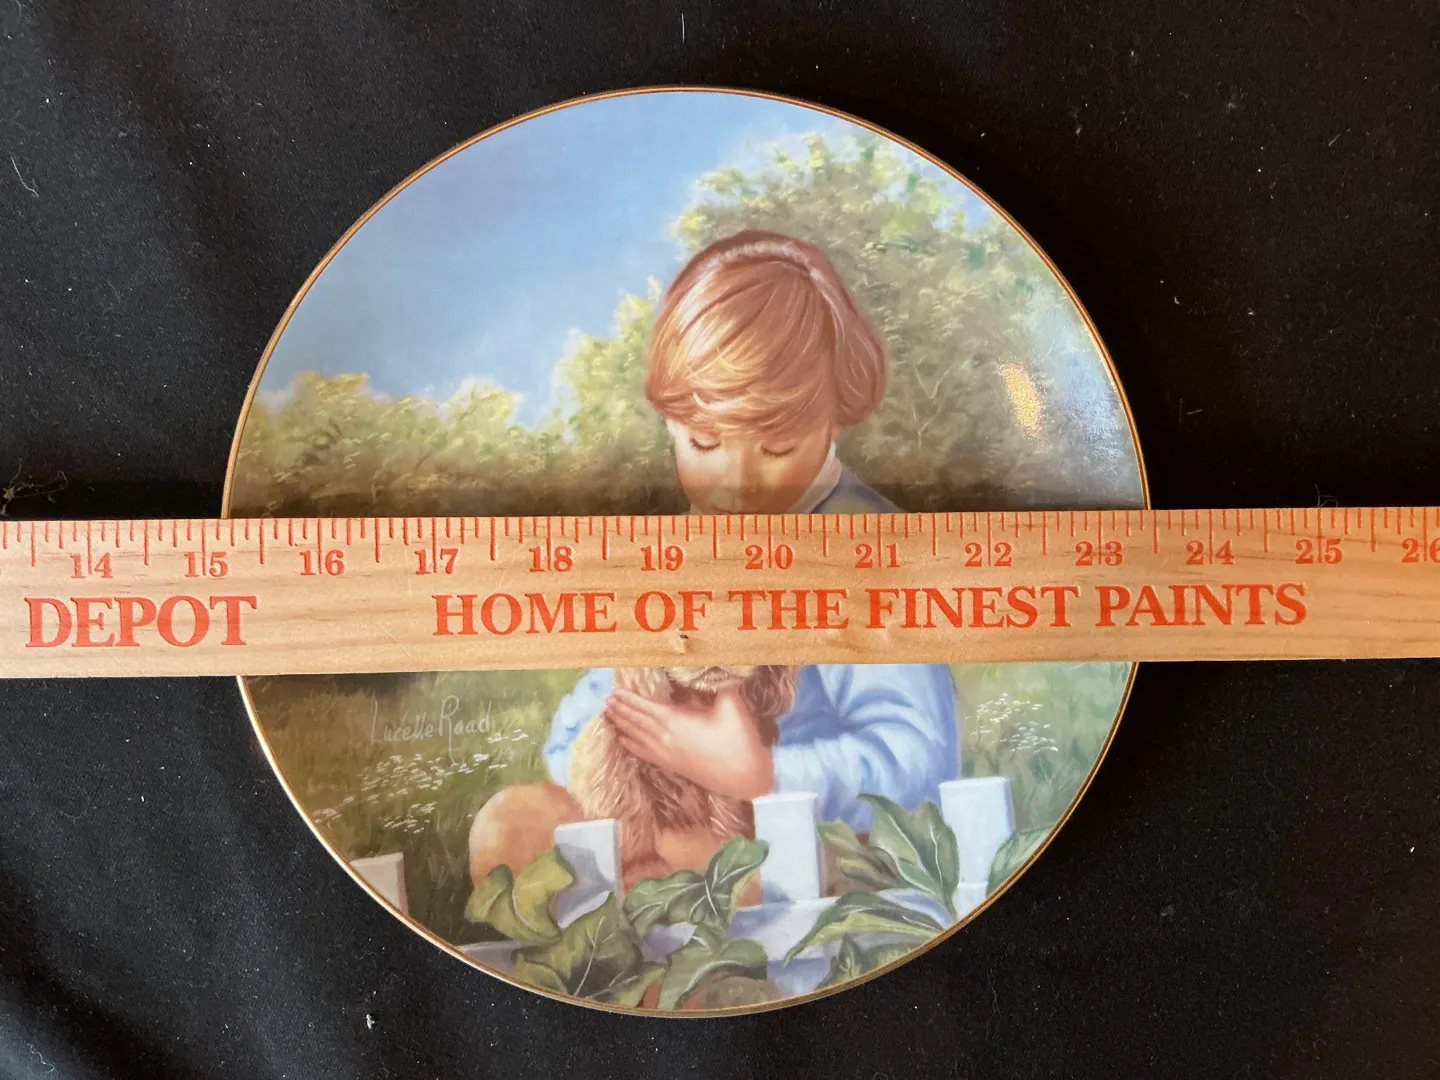 14 15 16 17 18 19 20 21 22 23 24 25 26
DEPOT HOME OF THE FINEST PAINTS
Lucelle Raad